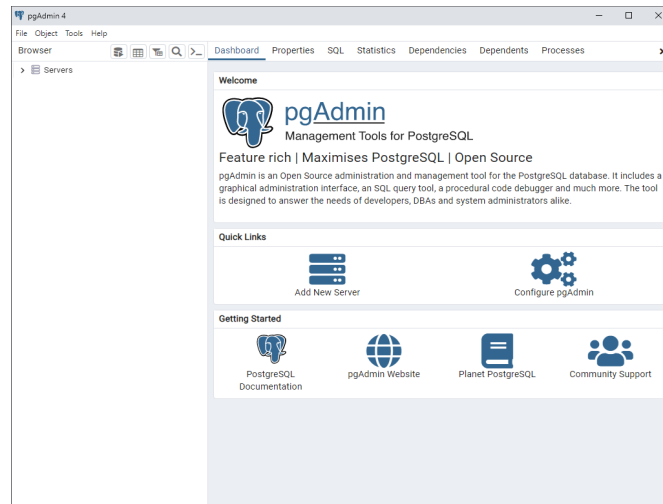 pgAdmin 4
File Object Tools Help
Browser
Dashboard Properties SQL Statistics Dependencies Dependents Processes
Servers
Welcome
pgAdmin
Management Tools for PostgreSQL
Feature rich | Maximises PostgreSQL | Open Source
pgAdmin is an Open Source administration and management tool for the PostgreSQL database. It includes a
graphical administration interface, an SQL query tool, a procedural code debugger and much more. The tool
is designed to answer the needs of developers, DBAs and system administrators alike.
Quick Links
Add New Server
Configure pgAdmin
Getting Started
PostgreSQL
Documentation
pgAdmin Website
Planet PostgreSQL
Community Support